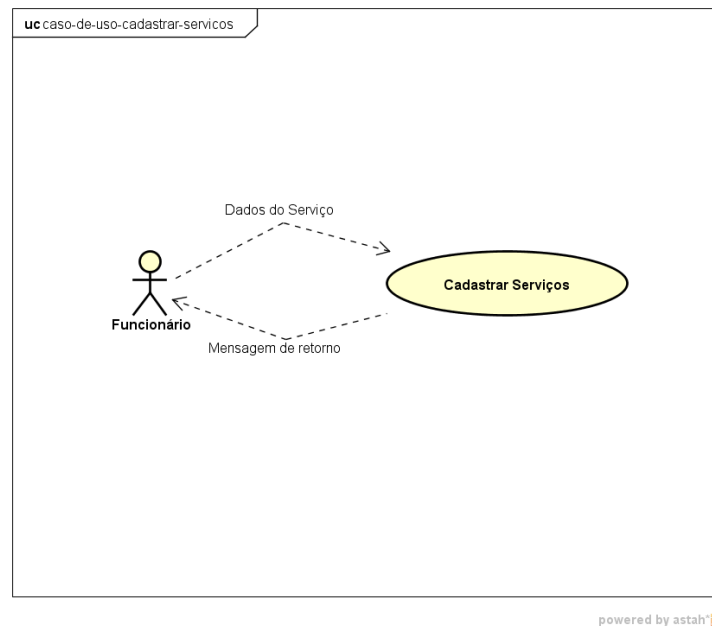 uc caso-de-uso-cadastrar-servicos
Dados do Serviço
Cadastrar Serviços
Funcionário
Mensagem de retorno
powered by astah*